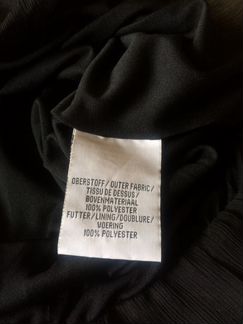 OBERSTOFF/ OUTER FABRIC/
TISSU DE DESSUS/
BOVENMATERIAAL
100% POLYESTER
FUTTER/LINING/DOUBLURE/
VOERING
100% POLYESTER